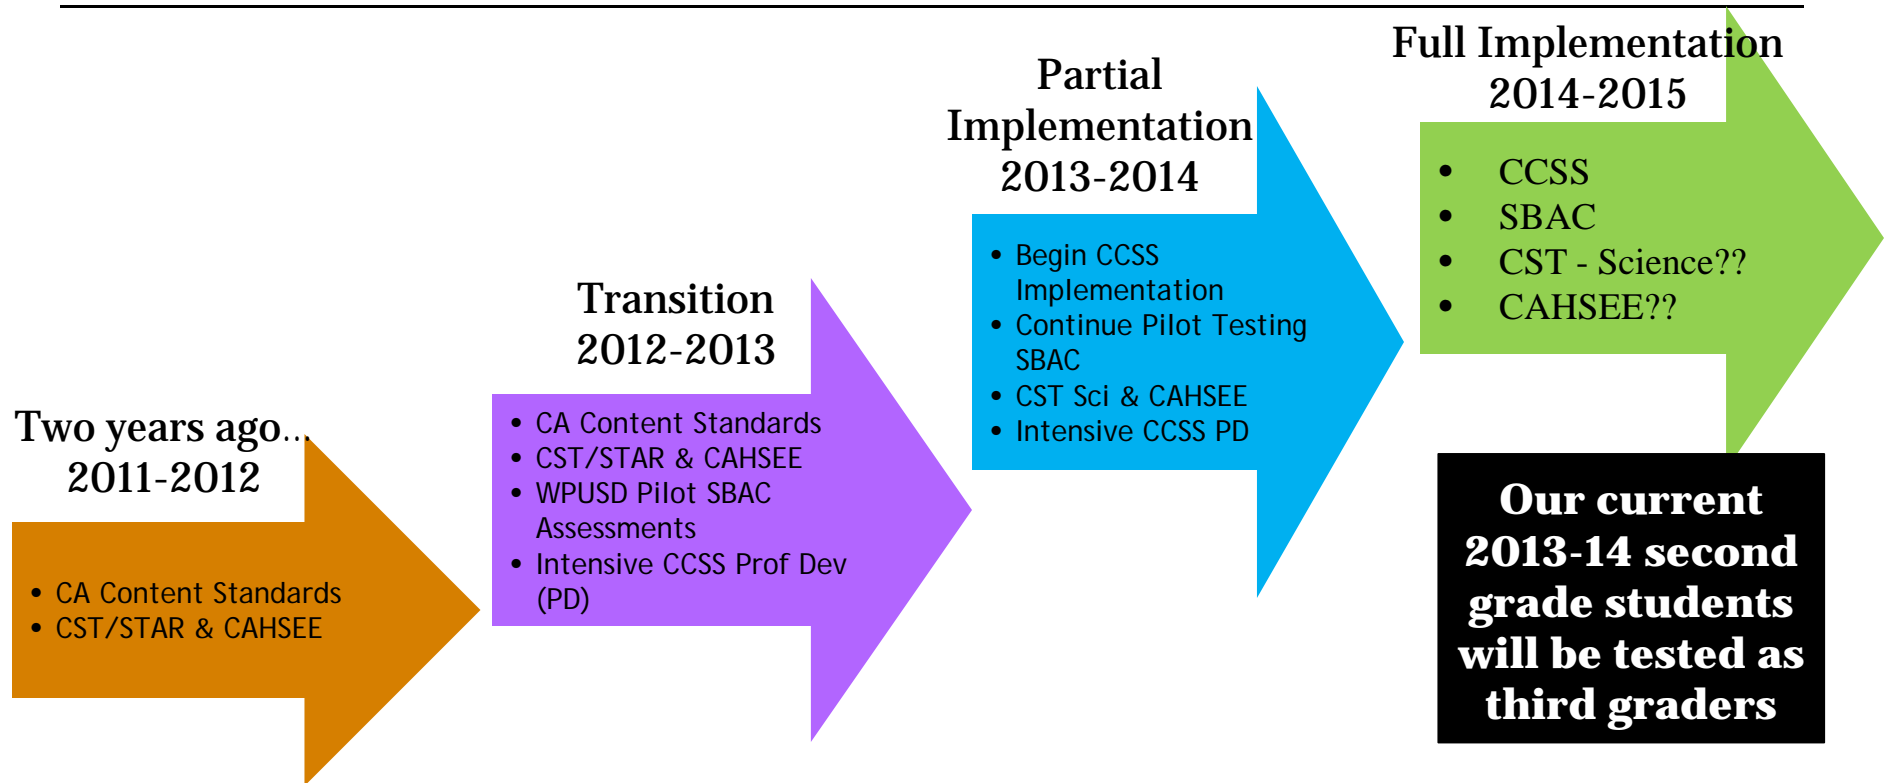 Two years ago...
2011-2012
• CA Content Standards
• CST/STAR & CAHSEE
Transition
2012-2013
• CA Content Standards
• CST/STAR & CAHSEE
• WPUSD Pilot SBAC
Assessments
• Intensive CCSS Prof Dev
(PD)
Partial
Implementation
2013-2014
• Begin CCSS
Implementation
• Continue Pilot Testing
SBAC
• CST Sci & CAHSEE
• Intensive CCSS PD
Full Implementation
2014-2015
• CCSS
• SBAC
• CST - Science??
• CAHSEE??
Our current
2013-14 second
grade students
will be tested as
third graders